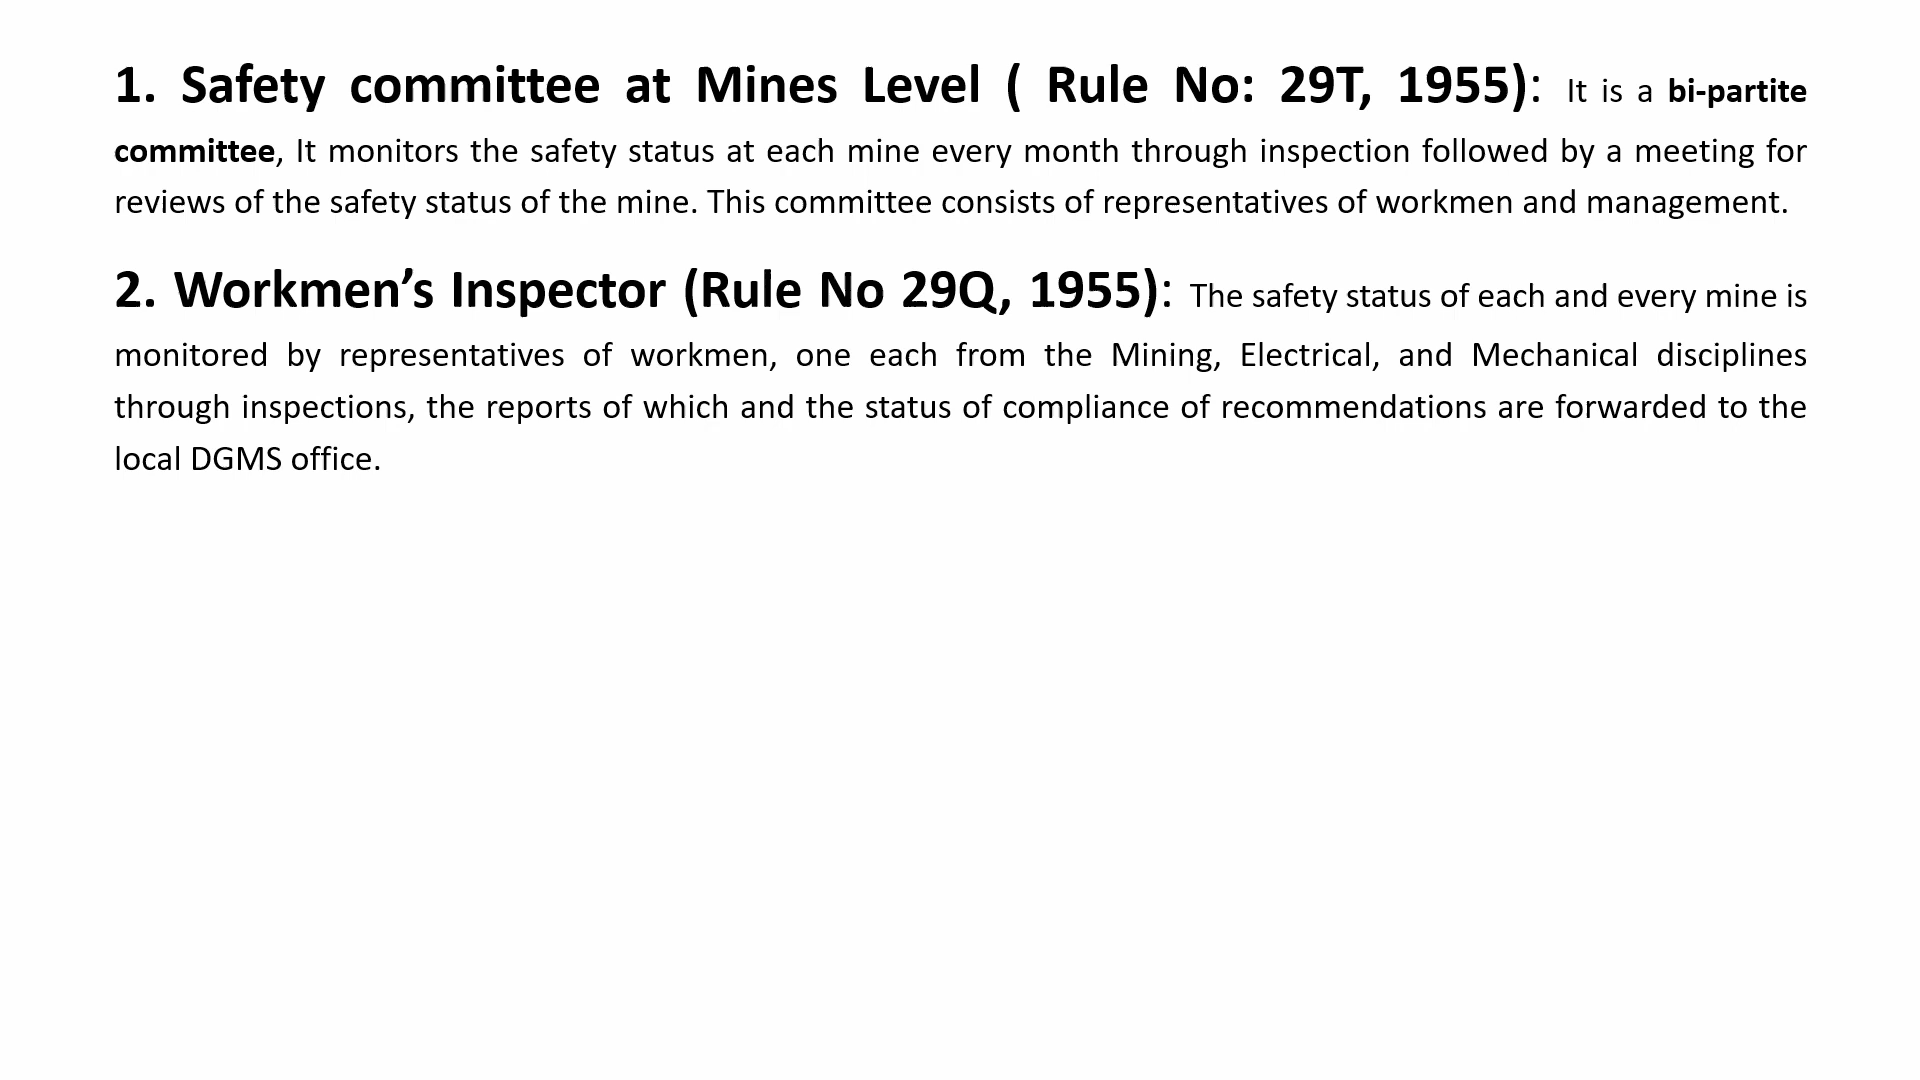 1. Safety committee at Mines Level ( Rule No: 29T, 1955): It is a bi-partite
committee, It monitors the safety status at each mine every month through inspection followed by a meeting for
reviews of the safety status of the mine. This committee consists of representatives of workmen and management.
2. Workmen’s Inspector (Rule No 29Q, 1955): The safety status of each and every mine is
monitored by representatives of workmen, one each from the Mining, Electrical, and Mechanical disciplines
through inspections, the reports of which and the status of compliance of recommendations are forwarded to the
local DGMS office.